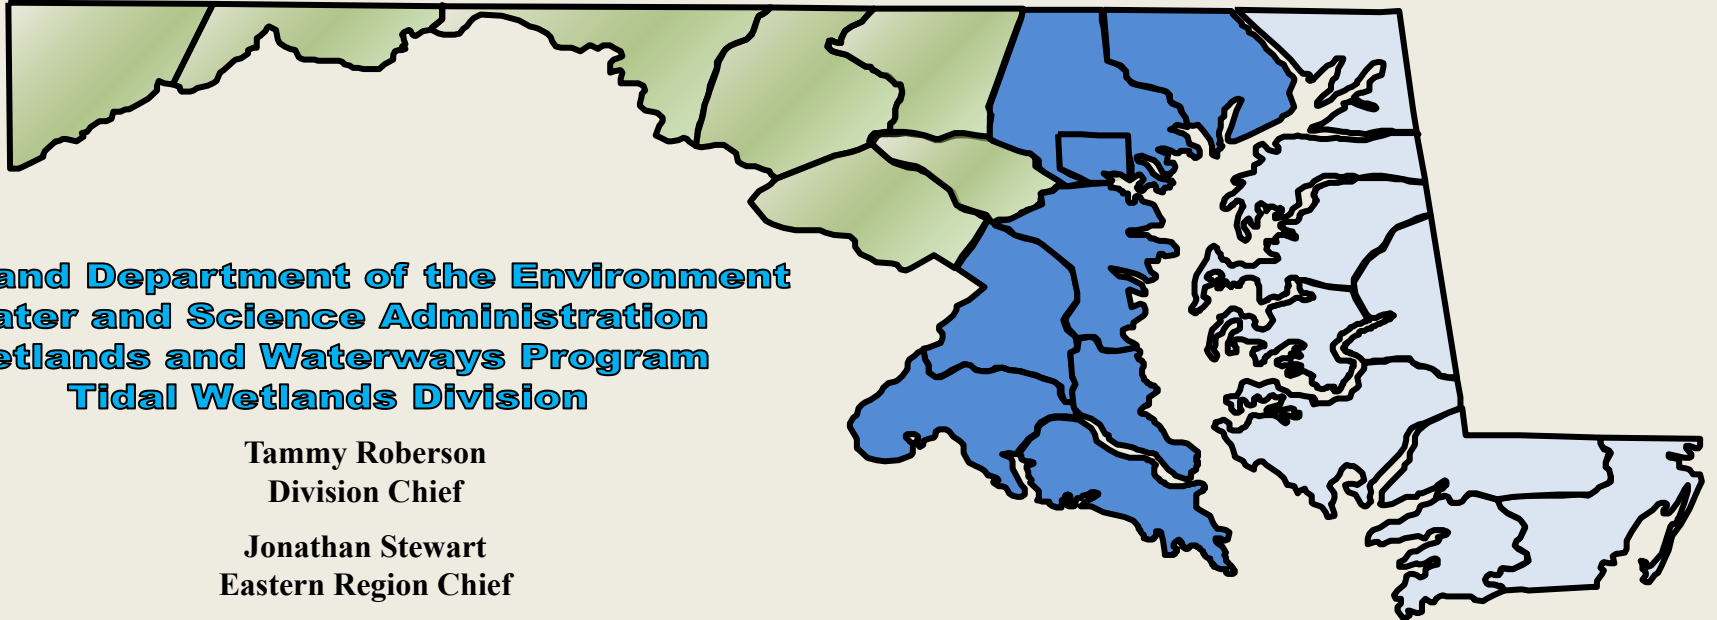 and Department of the Environment
ater and Science Administration
etlands and Waterways Program
Tidal Wetlands Division
Tammy Roberson
Division Chief
Jonathan Stewart
Eastern Region Chief